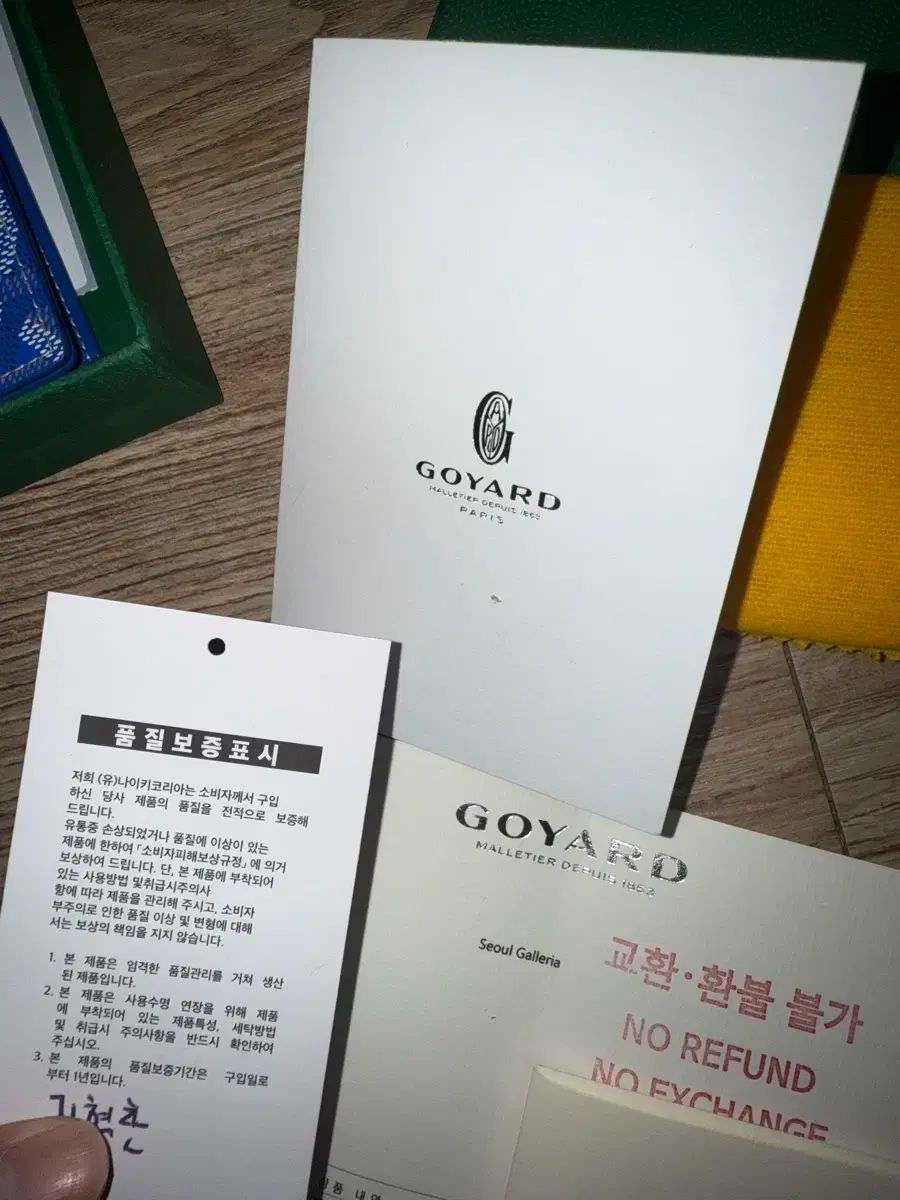 GOYARD
MALLETIER DEPUIS 1853
PARIS
품질보증표시
저희 (유)나이키코리아는 소비자께서 구입
하신 당사 제품의 품질을 전적으로 보증해
드립니다.
유통중 손상되었거나 품질에 이상이 있는
제품에 한하여 「소비자피해보상규정」에 의거
보상하여 드립니다. 단, 본 제품에 부착되어
있는 사용방법 및취급시주의사
항에 따라 제품을 관리해 주시고, 소비자
부주의로 인한 품질 이상 및 변형에 대해
서는 보상의 책임을 지지 않습니다.
1. 본 제품은 엄격한 품질관리를 거쳐 생산
된 제품입니다.
2. 본 제품은 사용수명 연장을 위해 제품
에 부착되어 있는 제품특성, 세탁방법
및 취급시 주의사항을 반드시 확인하여
주십시오.
3. 본 제품의 품질보증기간은 구입일로
부터 1년입니다.
GOYARD
MALLETIER DEPUIS 1853
Seoul Galleria
교환·환불 불가
NO REFUND
NO EXCHANGE
상품 내역